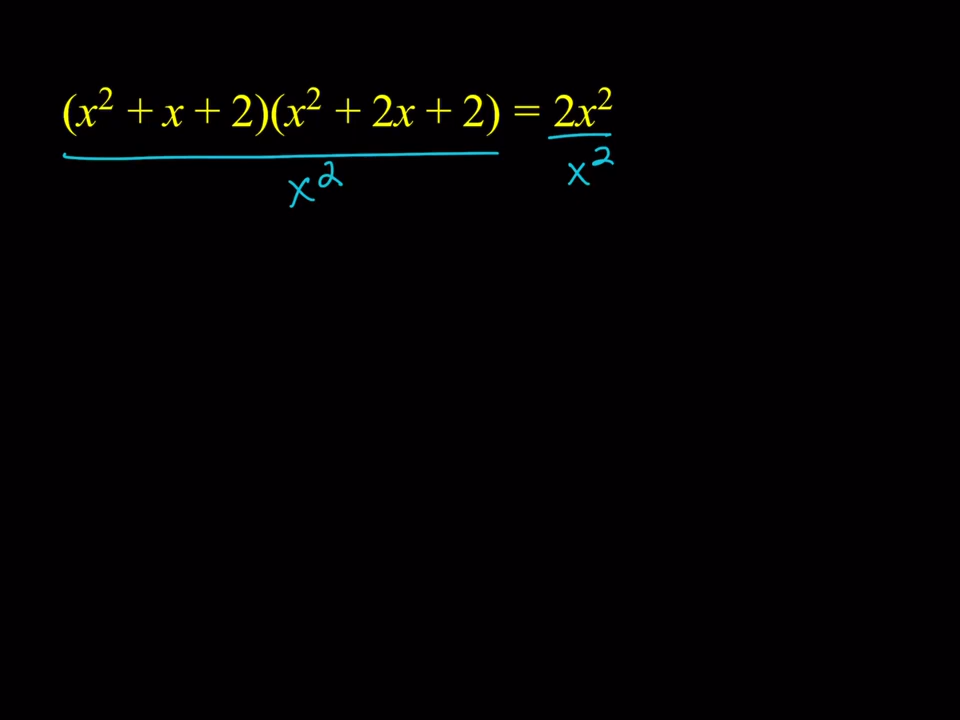 (x² + x + 2)(x² + 2x + 2) = 2x²
x² x²